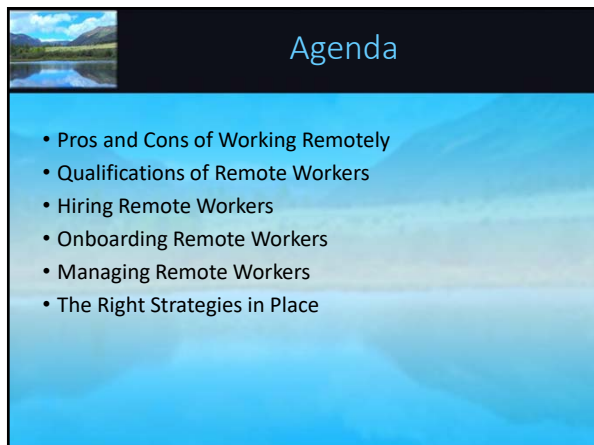 Agenda
• Pros and Cons of Working Remotely
• Qualifications of Remote Workers
• Hiring Remote Workers
• Onboarding Remote Workers
• Managing Remote Workers
• The Right Strategies in Place